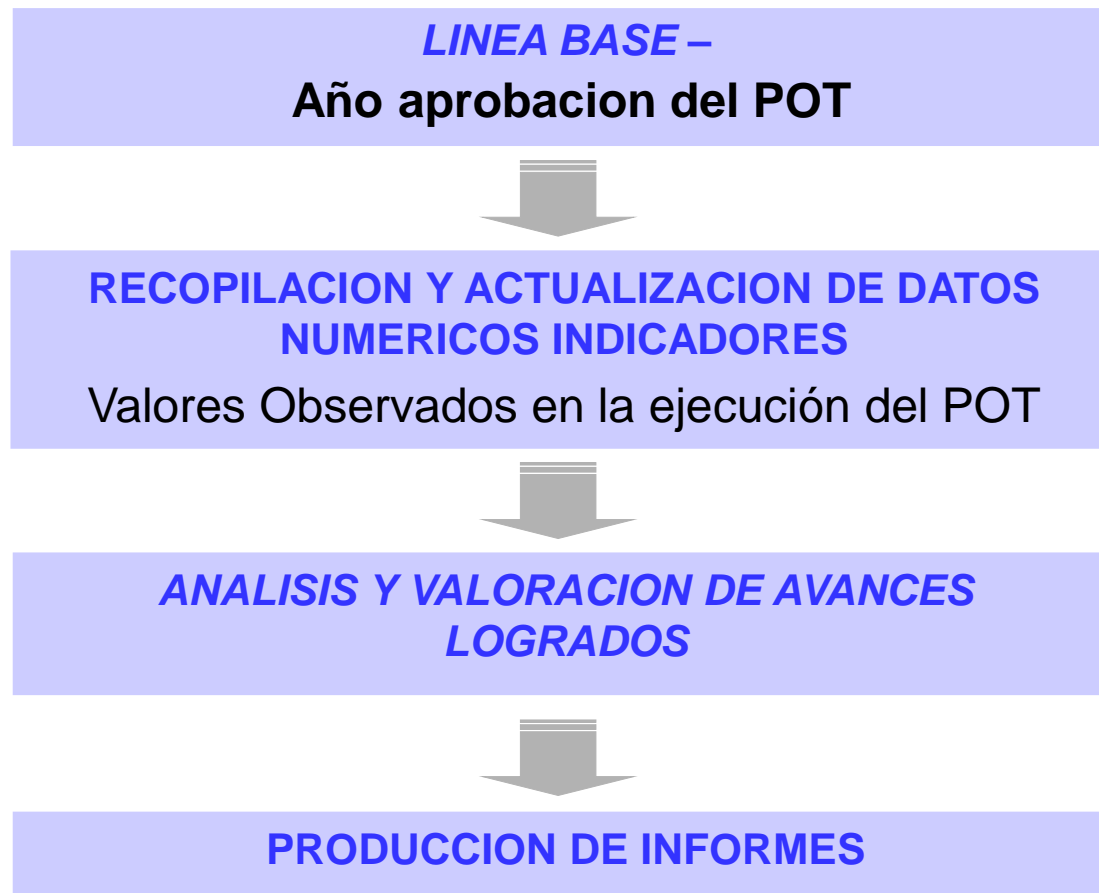 LINEA BASE –
Año aprobacion del POT
RECOPILACION Y ACTUALIZACION DE DATOS
NUMERICOS INDICADORES
Valores Observados en la ejecución del POT
ANALISIS Y VALORACION DE AVANCES
LOGRADOS
PRODUCCION DE INFORMES